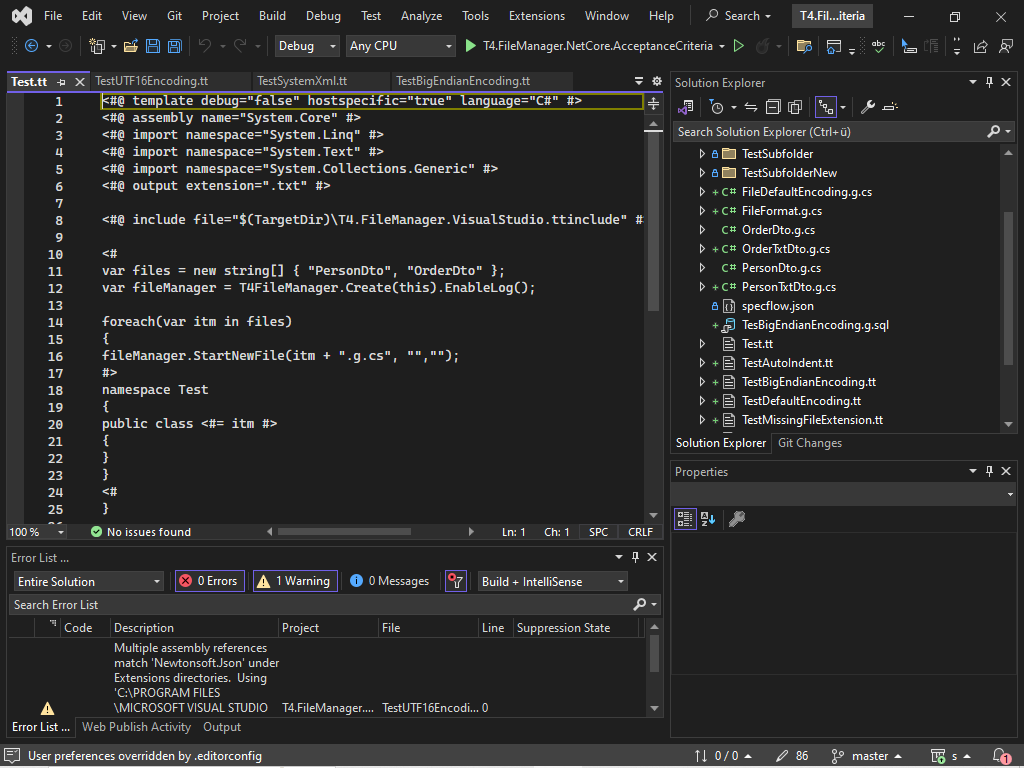 File Edit View Git Project Build Debug Test Analyze Tools Extensions Window Help Search T4.Fil...iteria
Debug Any CPU T4.FileManager.NetCore.AcceptanceCriteria
Test.tt TestUTF16Encoding.tt TestSystemXml.tt TestBigEndianEncoding.tt
1 <#@ template debug="false" hostspecific="true" language="C#" #>
2 <#@ assembly name="System.Core" #>
3 <#@ import namespace="System.Linq" #>
4 <#@ import namespace="System.Text" #>
5 <#@ import namespace="System.Collections.Generic" #>
6 <#@ output extension=".txt" #>
7
8 <#@ include file="$(TargetDir)\T4.FileManager.VisualStudio.ttinclude" #
9
10 <#
11 var files = new string[] { "PersonDto", "OrderDto" };
12 var fileManager = T4FileManager.Create(this).EnableLog();
13
14 foreach(var itm in files)
15 {
16 fileManager.StartNewFile(itm + ".g.cs", "","");
17 #>
18 namespace Test
19 {
20 public class <#= itm #>
21 {
22 }
23 }
24 <#
25 }
100 % No issues found Ln: 1 Ch: 1 SPC CRLF
Solution Explorer
Search Solution Explorer (Ctrl+ü)
TestSubfolder
TestSubfolderNew
C# FileDefaultEncoding.g.cs
C# FileFormat.g.cs
C# OrderDto.g.cs
C# OrderTxtDto.g.cs
C# PersonDto.g.cs
C# PersonTxtDto.g.cs
specflow.json
TesBigEndianEncoding.g.sql
Test.tt
TestAutoIndent.tt
TestBigEndianEncoding.tt
TestDefaultEncoding.tt
TestMissingFileExtension.tt
Solution Explorer Git Changes
Properties
Error List ...
Entire Solution 0 Errors 1 Warning 0 Messages Build + IntelliSense
Search Error List
Code Description Project File Line Suppression State
Multiple assembly references
match 'NewtonsoftJson' under
Extensions directories. Using
'C:\PROGRAM FILES
\MICROSOFT VISUAL STUDIO T4.FileManager.... TestUTF16Encodi... 0
Error List ... Web Publish Activity Output
User preferences overridden by .editorconfig 0 / 0 86 master s 1